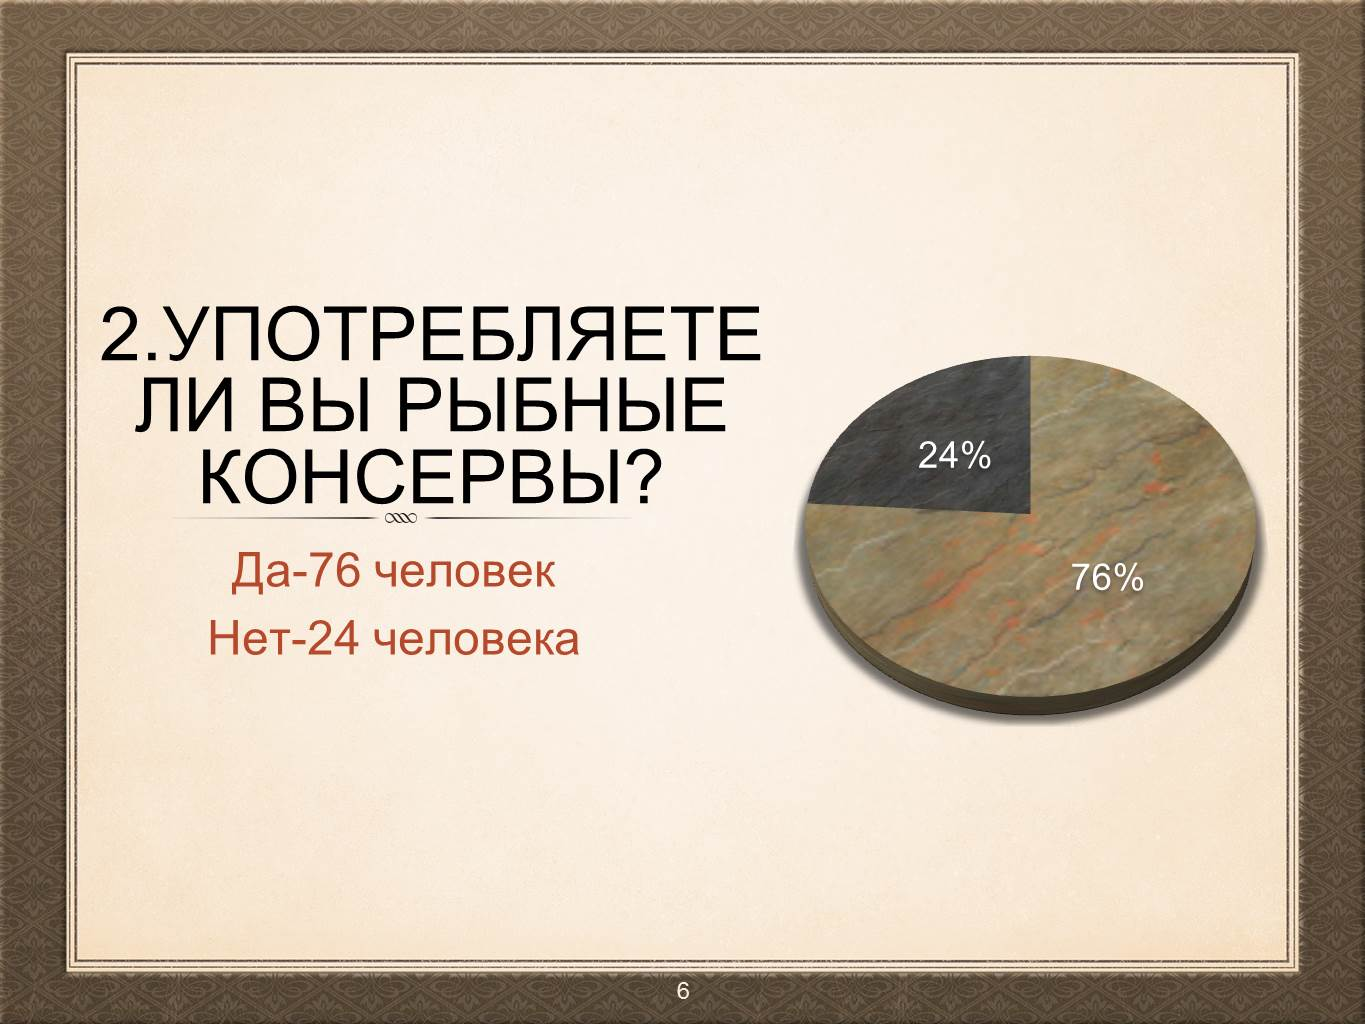 2.УПОТРЕБЛЯЕТЕ
ЛИ ВЫ РЫБНЫЕ
КОНСЕРВЫ?
Да-76 человек
Нет-24 человека
24%
76%
6